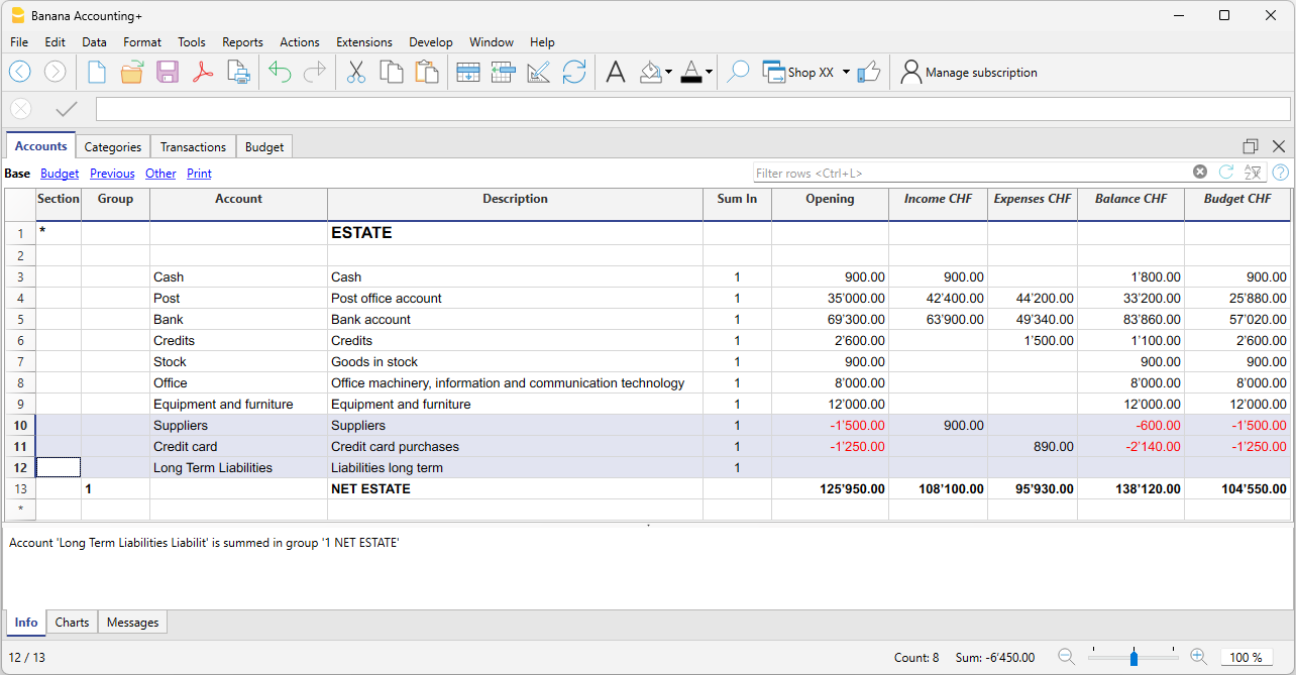 Banana Accounting+
File Edit Data Format Tools Reports Actions Extensions Develop Window Help
A A Shop XX Manage subscription
Accounts Categories Transactions Budget
Base Budget Previous Other Print Filter rows <Ctrl+L>
Section Group Account Description Sum In Opening Income CHF Expenses CHF Balance CHF Budget CHF
1 * ESTATE
2
3 Cash Cash 1 900.00 900.00 1'800.00 900.00
4 Post Post office account 1 35'000.00 42'400.00 44'200.00 33'200.00 25'880.00
5 Bank Bank account 1 69'300.00 63'900.00 49'340.00 83'860.00 57'020.00
6 Credits Credits 1 2'600.00 1'500.00 1'100.00 2'600.00
7 Stock Goods in stock 1 900.00 900.00 900.00
8 Office Office machinery, information and communication technology 1 8'000.00 8'000.00 8'000.00
9 Equipment and furniture Equipment and furniture 1 12'000.00 12'000.00 12'000.00
10 Suppliers Suppliers 1 -1'500.00 900.00 -600.00 -1'500.00
11 Credit card Credit card purchases 1 -1'250.00 890.00 -2'140.00 -1'250.00
12 Long Term Liabilities Liabilities long term 1
13 1 NET ESTATE 125'950.00 108'100.00 95'930.00 138'120.00 104'550.00
*
Account 'Long Term Liabilities Liabilit' is summed in group '1 NET ESTATE'
Info Charts Messages
12 / 13 Count: 8 Sum: -6'450.00 100 %